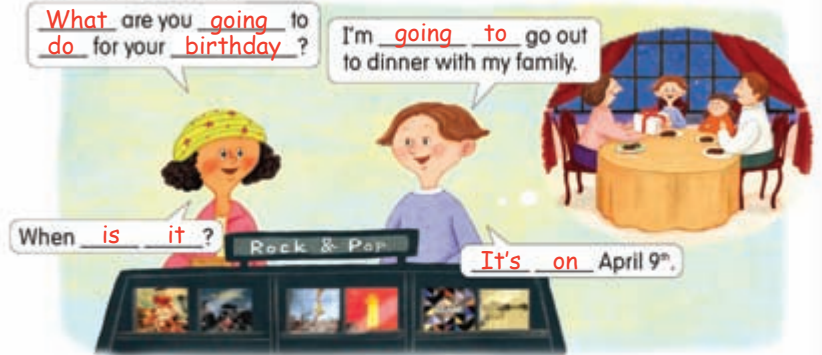 What are you going to
do for your birthday?
I'm going to go out
to dinner with my family.
When is it?
Rock & Pop
It's on April 9th.